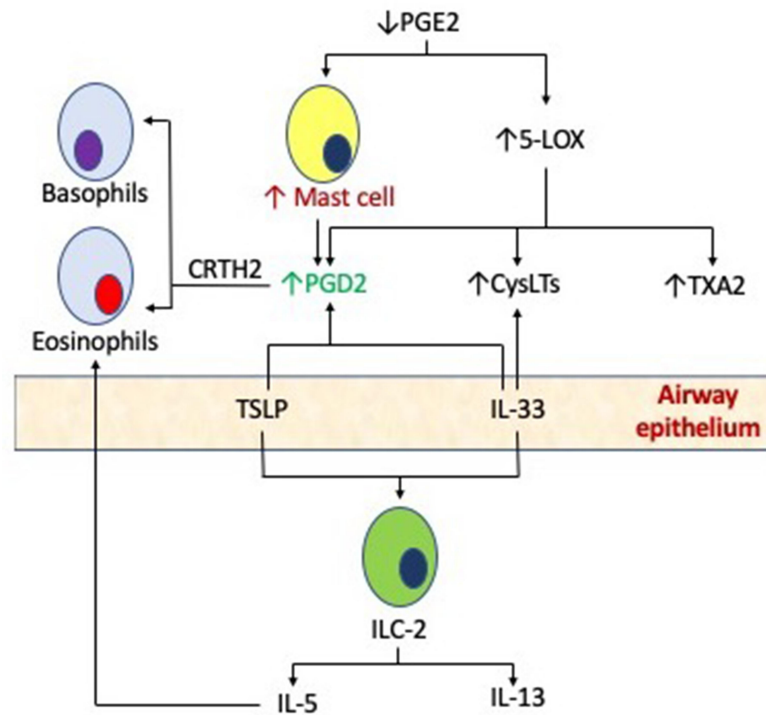 ↓PGE2
↑5-LOX
Basophils
↑ Mast cell
CRTH2
↑PGD2
↑CysLTs
↑TXA2
Eosinophils
TSLP
IL-33
Airway
epithelium
ILC-2
IL-5
IL-13